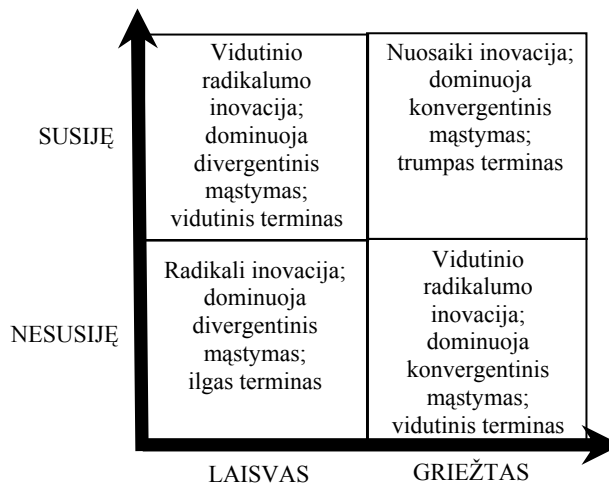 SUSIJĘ
Vidutinio
radikalumo
inovacija;
dominuoja
divergentinis
mąstymas;
vidutinis terminas
Nuosaiki inovacija;
dominuoja
konvergentinis
mąstymas;
trumpas terminas
NESUSIJĘ
Radikali inovacija;
dominuoja
divergentinis
mąstymas;
ilgas terminas
Vidutinio
radikalumo
inovacija;
dominuoja
konvergentinis
mąstymas;
vidutinis terminas
LAISVAS
GRIEŽTAS